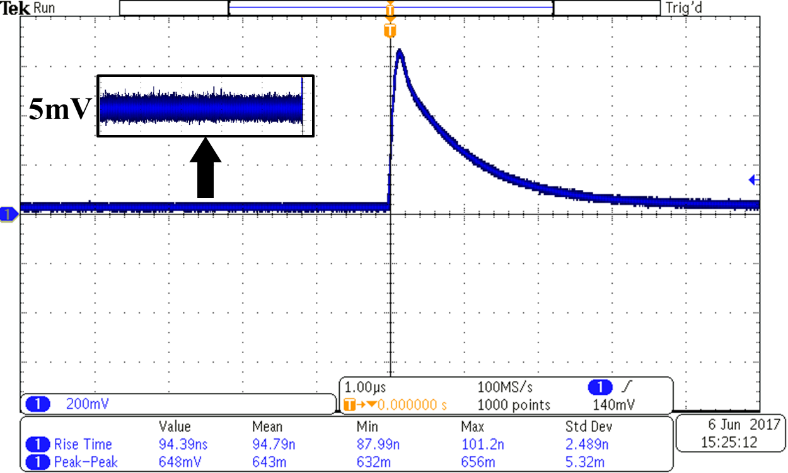 Tek Run T Trig'd
T
5mV
1
1 200mV
1.00µs 100MS/s 1 ƒ
T→▼0.000000 s 1000 points 140mV
Value Mean Min Max Std Dev
1 Rise Time 94.39ns 94.79n 87.99n 101.2n 2.489n
1 Peak-Peak 648mV 643m 632m 656m 5.32m
6 Jun 2017
15:25:12